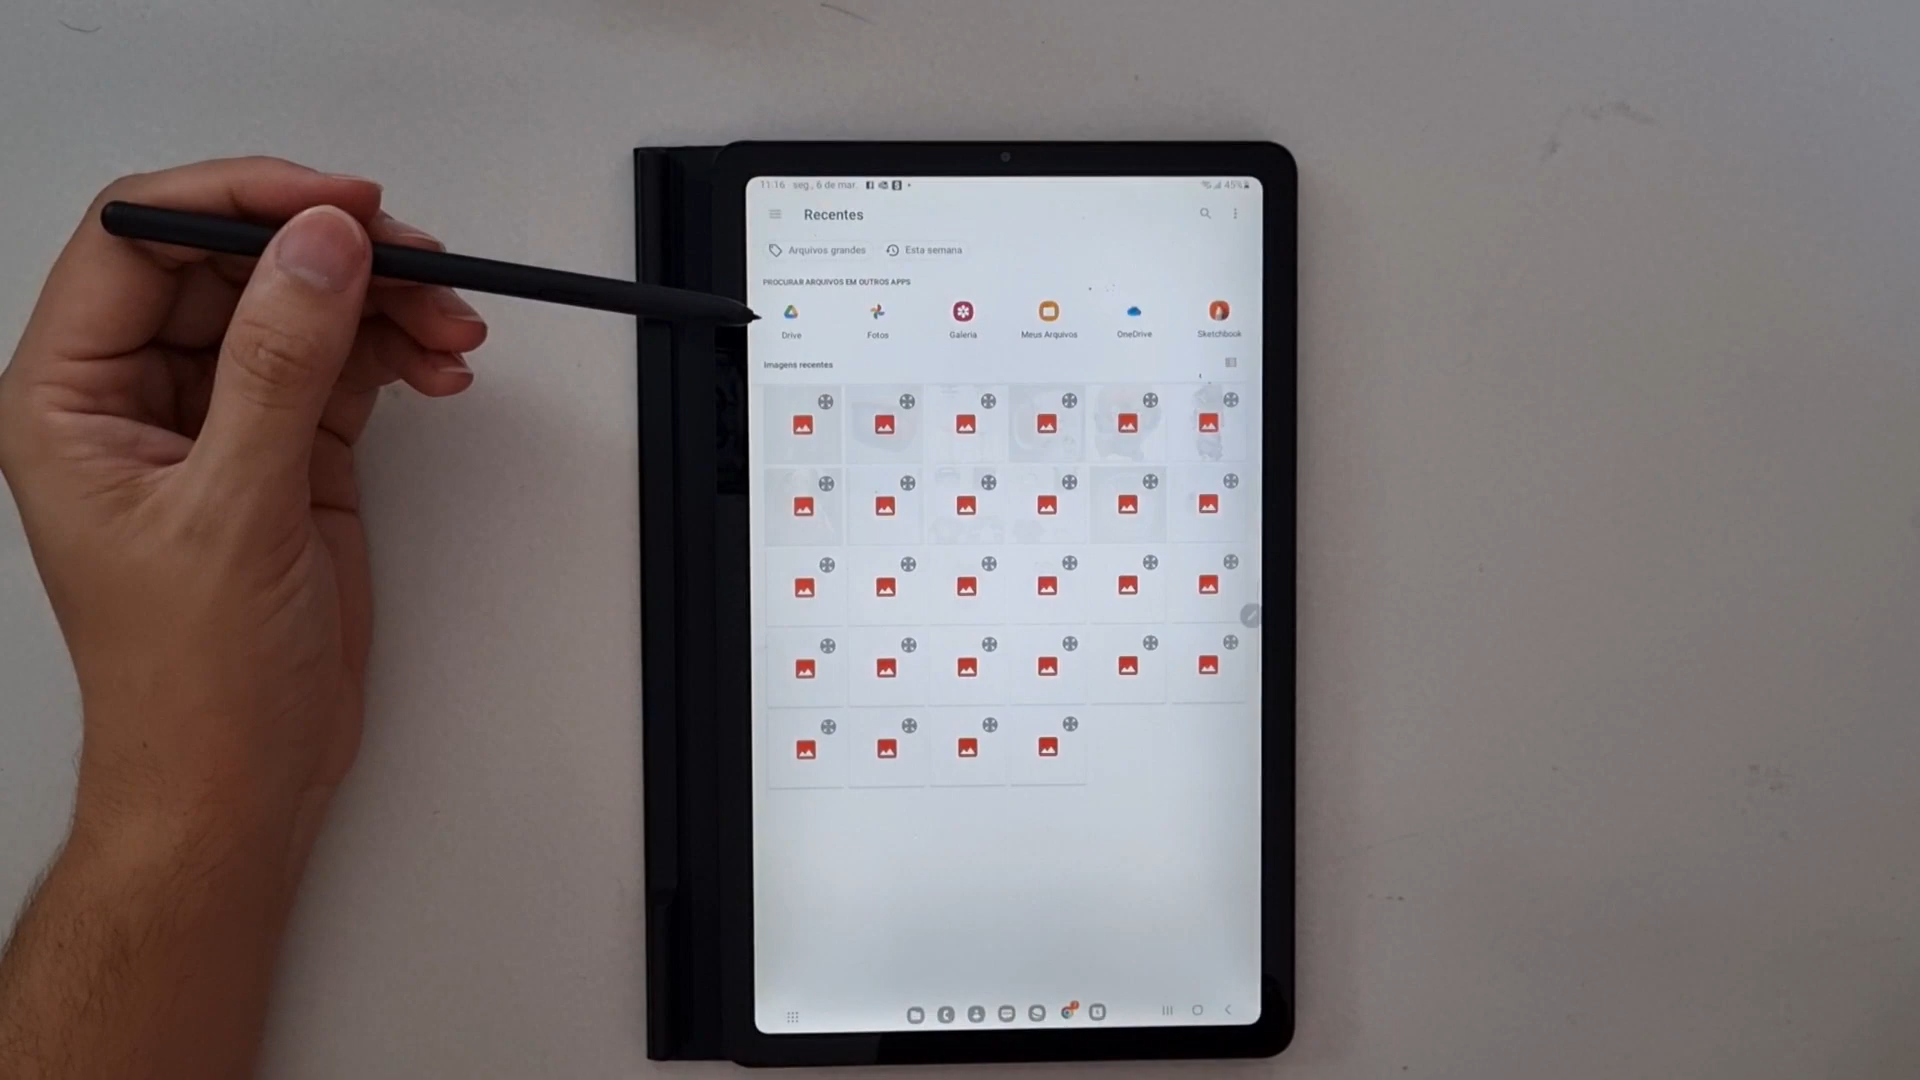 11:16 seg., 6 de mar. 45%
Recentes
Arquivos grandes Esta semana
PROCURAR ARQUIVOS EM OUTROS APPS
Drive Fotos Galeria Meus Arquivos OneDrive Sketchbook
Imagens recentes